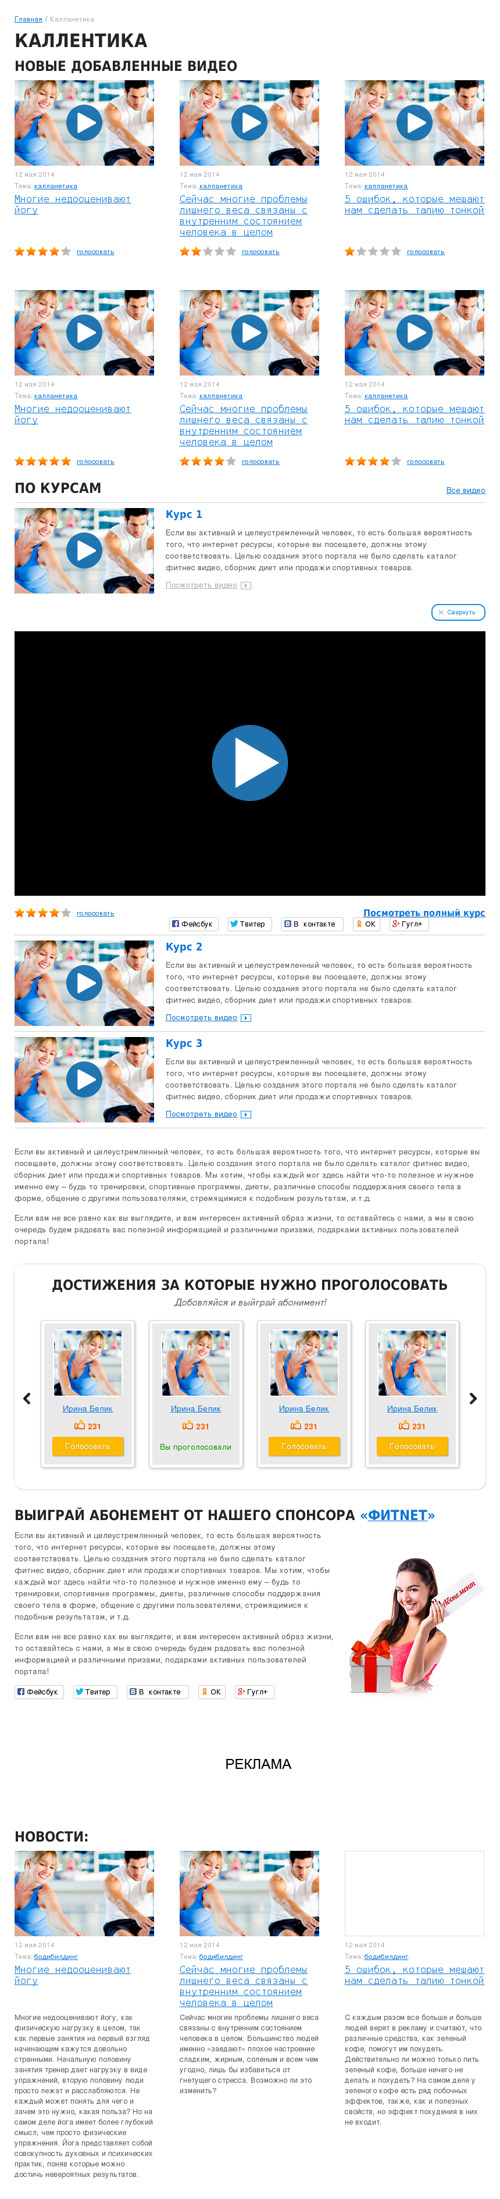 Главная / Калланетика
КАЛЛЕНТИКА
НОВЫЕ ДОБАВЛЕННЫЕ ВИДЕО
12 мая 2014
Тема: калланетика
Многие недооценивают
йогу
голосовать
12 мая 2014
Тема: калланетика
Сейчас многие проблемы
лишнего веса связаны с
внутренним состоянием
человека в целом
голосовать
12 мая 2014
Тема: калланетика
5 ошибок, которые мешают
нам сделать талию тонкой
голосовать
12 мая 2014
Тема: калланетика
Многие недооценивают
йогу
голосовать
12 мая 2014
Тема: калланетика
Сейчас многие проблемы
лишнего веса связаны с
внутренним состоянием
человека в целом
голосовать
12 мая 2014
Тема: калланетика
5 ошибок, которые мешают
нам сделать талию тонкой
голосовать
ПО КУРСАМ
Все видео
Курс 1
Если вы активный и целеустремленный человек, то есть большая вероятность
того, что интернет ресурсы, которые вы посещаете, должны этому
соответствовать. Целью создания этого портала не было сделать каталог
фитнес видео, сборник диет или продажи спортивных товаров.
Посмотреть видео
Свернуть
голосовать
Посмотреть полный курс
Фейсбук
Твитер
В контакте
ОК
Гугл+
Курс 2
Если вы активный и целеустремленный человек, то есть большая вероятность
того, что интернет ресурсы, которые вы посещаете, должны этому
соответствовать. Целью создания этого портала не было сделать каталог
фитнес видео, сборник диет или продажи спортивных товаров.
Посмотреть видео
Курс 3
Если вы активный и целеустремленный человек, то есть большая вероятность
того, что интернет ресурсы, которые вы посещаете, должны этому
соответствовать. Целью создания этого портала не было сделать каталог
фитнес видео, сборник диет или продажи спортивных товаров.
Посмотреть видео
Если вы активный и целеустремленный человек, то есть большая вероятность того, что интернет ресурсы, которые вы
посещаете, должны этому соответствовать. Целью создания этого портала не было сделать каталог фитнес видео,
сборник диет или продажи спортивных товаров. Мы хотим, чтобы каждый мог здесь найти что-то полезное и нужное
именно ему – будь то тренировки, спортивные программы, диеты, различные способы поддержания своего тела в
форме, общение с другими пользователями, стремящимися к подобным результатам, и т.д.
Если вам не все равно как вы выглядите, и вам интересен активный образ жизни, то оставайтесь с нами, а мы в свою
очередь будем радовать вас полезной информацией и различными призами, подарками активных пользователей
портала!
ДОСТИЖЕНИЯ ЗА КОТОРЫЕ НУЖНО ПРОГОЛОСОВАТЬ
Добовляйся и выйграй абонимент!
Ирина Белик
231
Голосовать
Ирина Белик
231
Вы проголосовали
Ирина Белик
231
Голосовать
Ирина Белик
231
Голосовать
ВЫИГРАЙ АБОНЕМЕНТ ОТ НАШЕГО СПОНСОРА «ФИТNET»
Если вы активный и целеустремленный человек, то есть большая вероятность
того, что интернет ресурсы, которые вы посещаете, должны этому
соответствовать. Целью создания этого портала не было сделать каталог
фитнес видео, сборник диет или продажи спортивных товаров. Мы хотим, чтобы
каждый мог здесь найти что-то полезное и нужное именно ему – будь то
тренировки, спортивные программы, диеты, различные способы поддержания
своего тела в форме, общение с другими пользователями, стремящимися к
подобным результатам, и т.д.
Если вам не все равно как вы выглядите, и вам интересен активный образ жизни,
то оставайтесь с нами, а мы в свою очередь будем радовать вас полезной
информацией и различными призами, подарками активных пользователей
портала!
Абонемент
Фейсбук
Твитер
В контакте
ОК
Гугл+
РЕКЛАМА
НОВОСТИ:
12 мая 2014
Тема: бодибилдинг
Многие недооценивают
йогу
Многие недооценивают йогу, как
физическую нагрузку в целом, так
как первые занятия на первый взгляд
начинающим кажутся довольно
странными. Начальную половину
занятия тренер дает нагрузку в виде
упражнений, вторую половину люди
просто лежат и расслабляются. Не
каждый может понять для чего и
зачем это нужно, какая польза? Но на
самом деле йога имеет более глубокий
смысл, чем просто физические
упражнения. Йога представляет собой
совокупность духовных и психических
практик, поняв которые можно
достичь невероятных результатов.
12 мая 2014
Тема: бодибилдинг
Сейчас многие проблемы
лишнего веса связаны с
внутренним состоянием
человека в целом
Сейчас многие проблемы лишнего веса
связаны с внутренним состоянием
человека в целом. Большинство людей
именно «заедают» плохое настроение
сладким, жирным, соленым и всем чем
угодно, лишь бы избавиться от
гнетущего стресса. Возможно ли это
изменить?
12 мая 2014
Тема: бодибилдинг
5 ошибок, которые мешают
нам сделать талию тонкой
С каждым разом все больше и больше
людей верят в рекламу и считают, что
различные средства, как зеленый
кофе, помогут им похудеть.
Действительно ли можно только пить
зеленый кофе, больше ничего не
делать и похудеть? На самом деле у
зеленого кофе есть ряд побочных
эффектов, также, как и полезных
свойств, но эффект похудения в них
не входит.